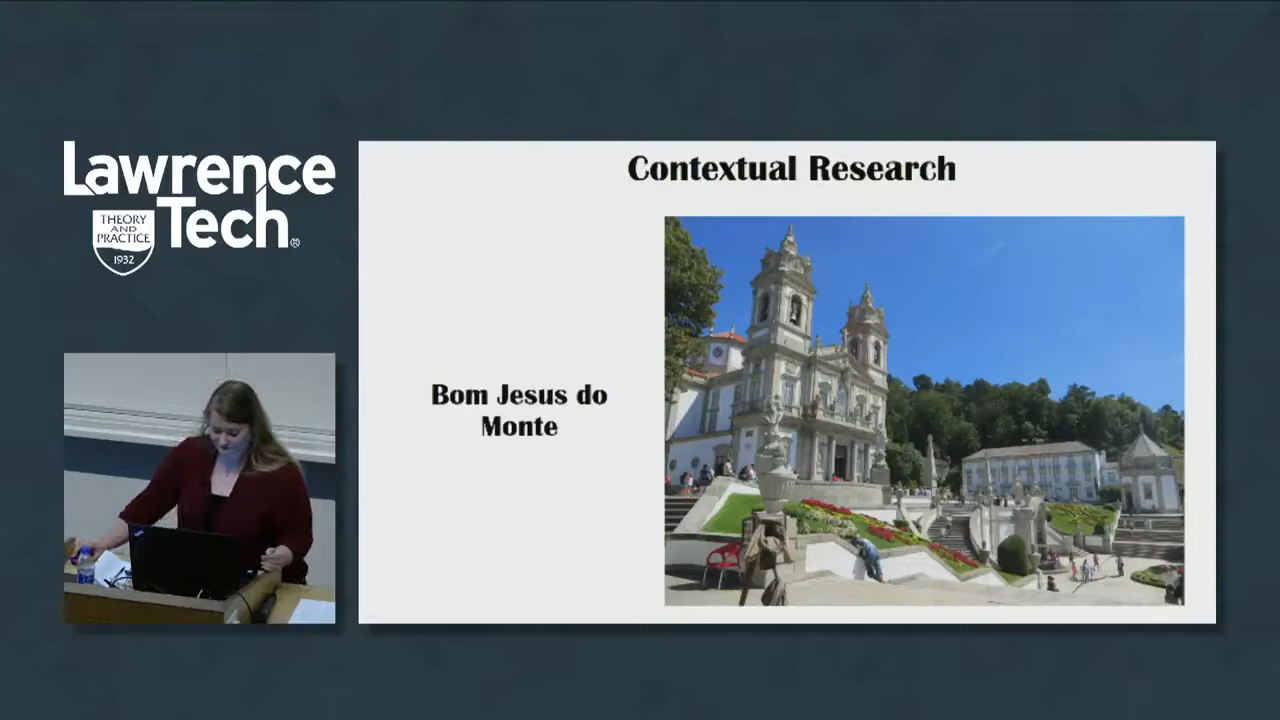 Lawrence
Tech®
THEORY
AND
PRACTICE
1932
Contextual Research
Bom Jesus do
Monte